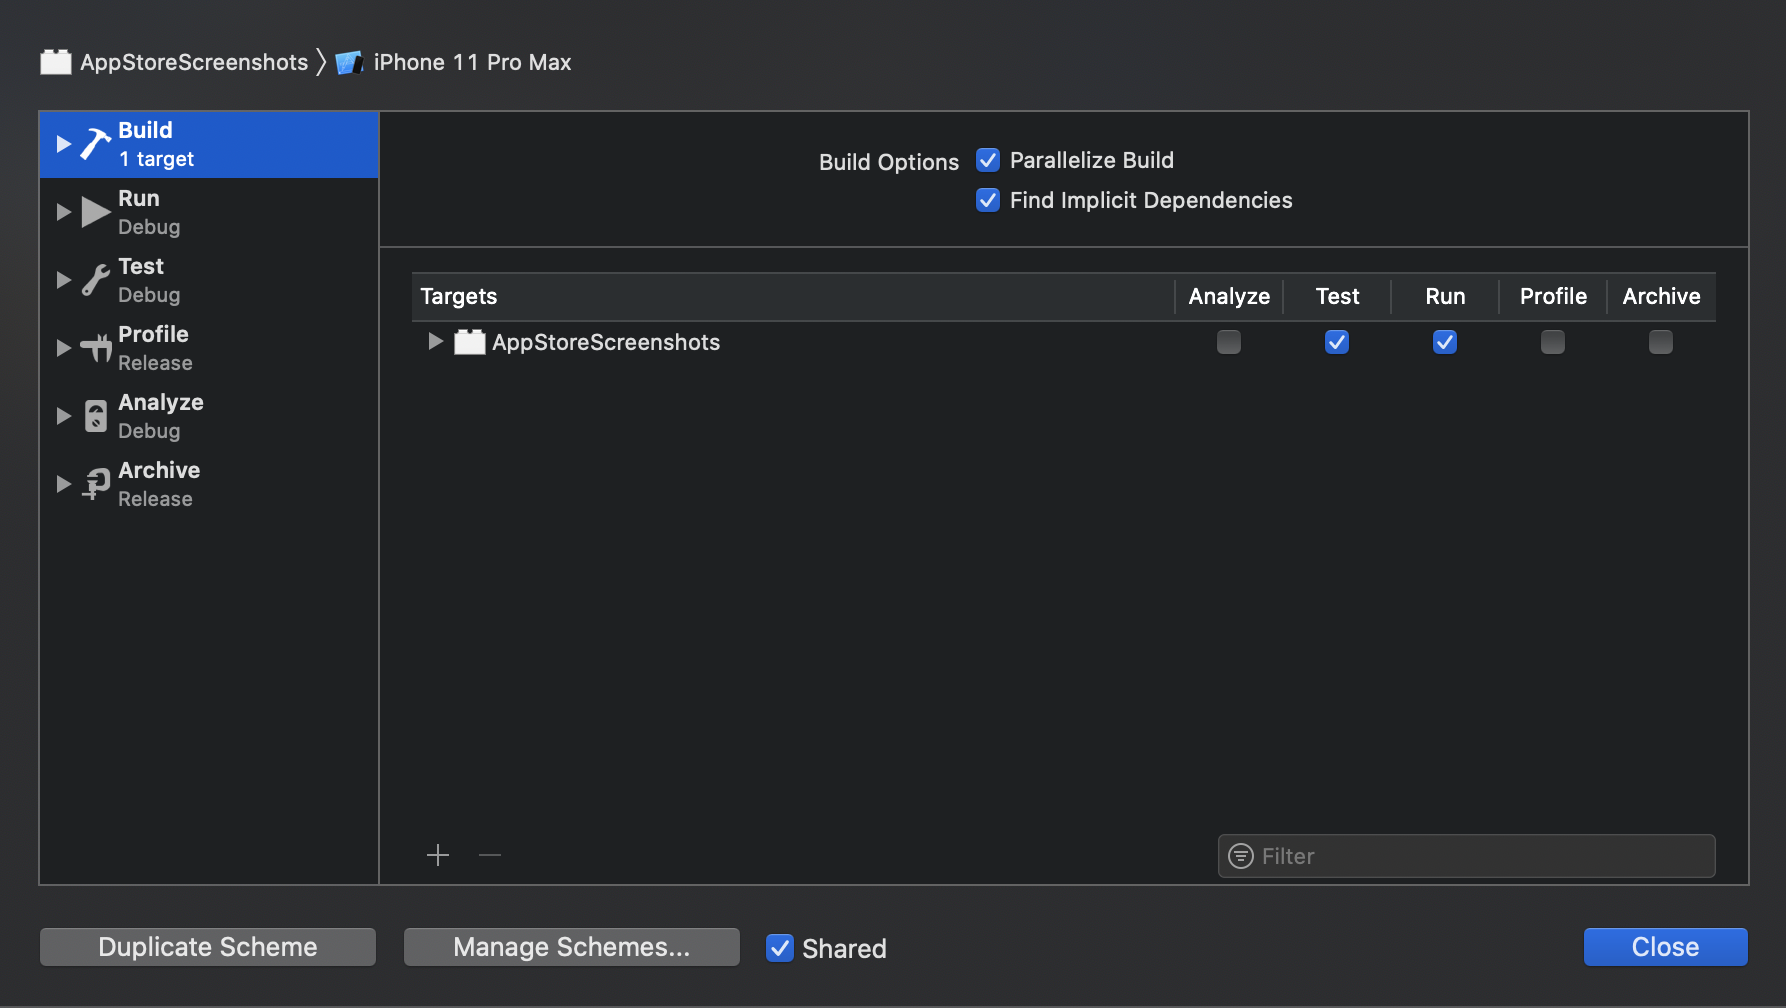 AppStoreScreenshots 〉 iPhone 11 Pro Max
Build
1 target
Run
Debug
Test
Debug
Profile
Release
Analyze
Debug
Archive
Release
Build Options Parallelize Build
Find Implicit Dependencies
Targets Analyze Test Run Profile Archive
AppStoreScreenshots
Filter
Duplicate Scheme Manage Schemes... Shared Close